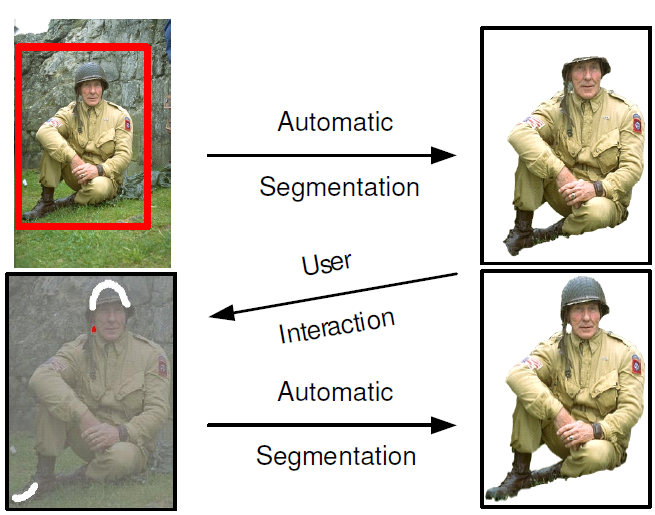 Automatic
Segmentation
User
Interaction
Automatic
Segmentation